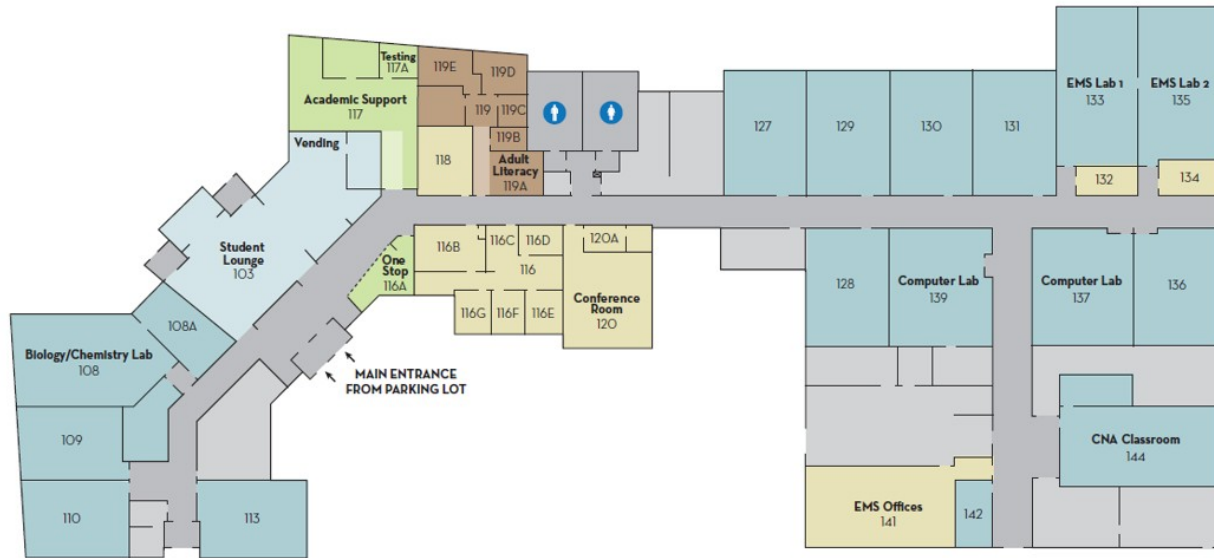 Testing
117A
119E
119D
Academic Support
117
119
119C
119B
Vending
118
Adult
Literacy
119A
127
129
130
131
EMS Lab 1
133
EMS Lab 2
135
132
134
Student
Lounge
103
One
Stop
116A
116B
116C
116D
116
116G
116F
116E
120A
Conference
Room
120
128
Computer Lab
139
Computer Lab
137
136
108A
Biology/Chemistry Lab
108
MAIN ENTRANCE
FROM PARKING LOT
109
110
113
CNA Classroom
144
EMS Offices
141
142